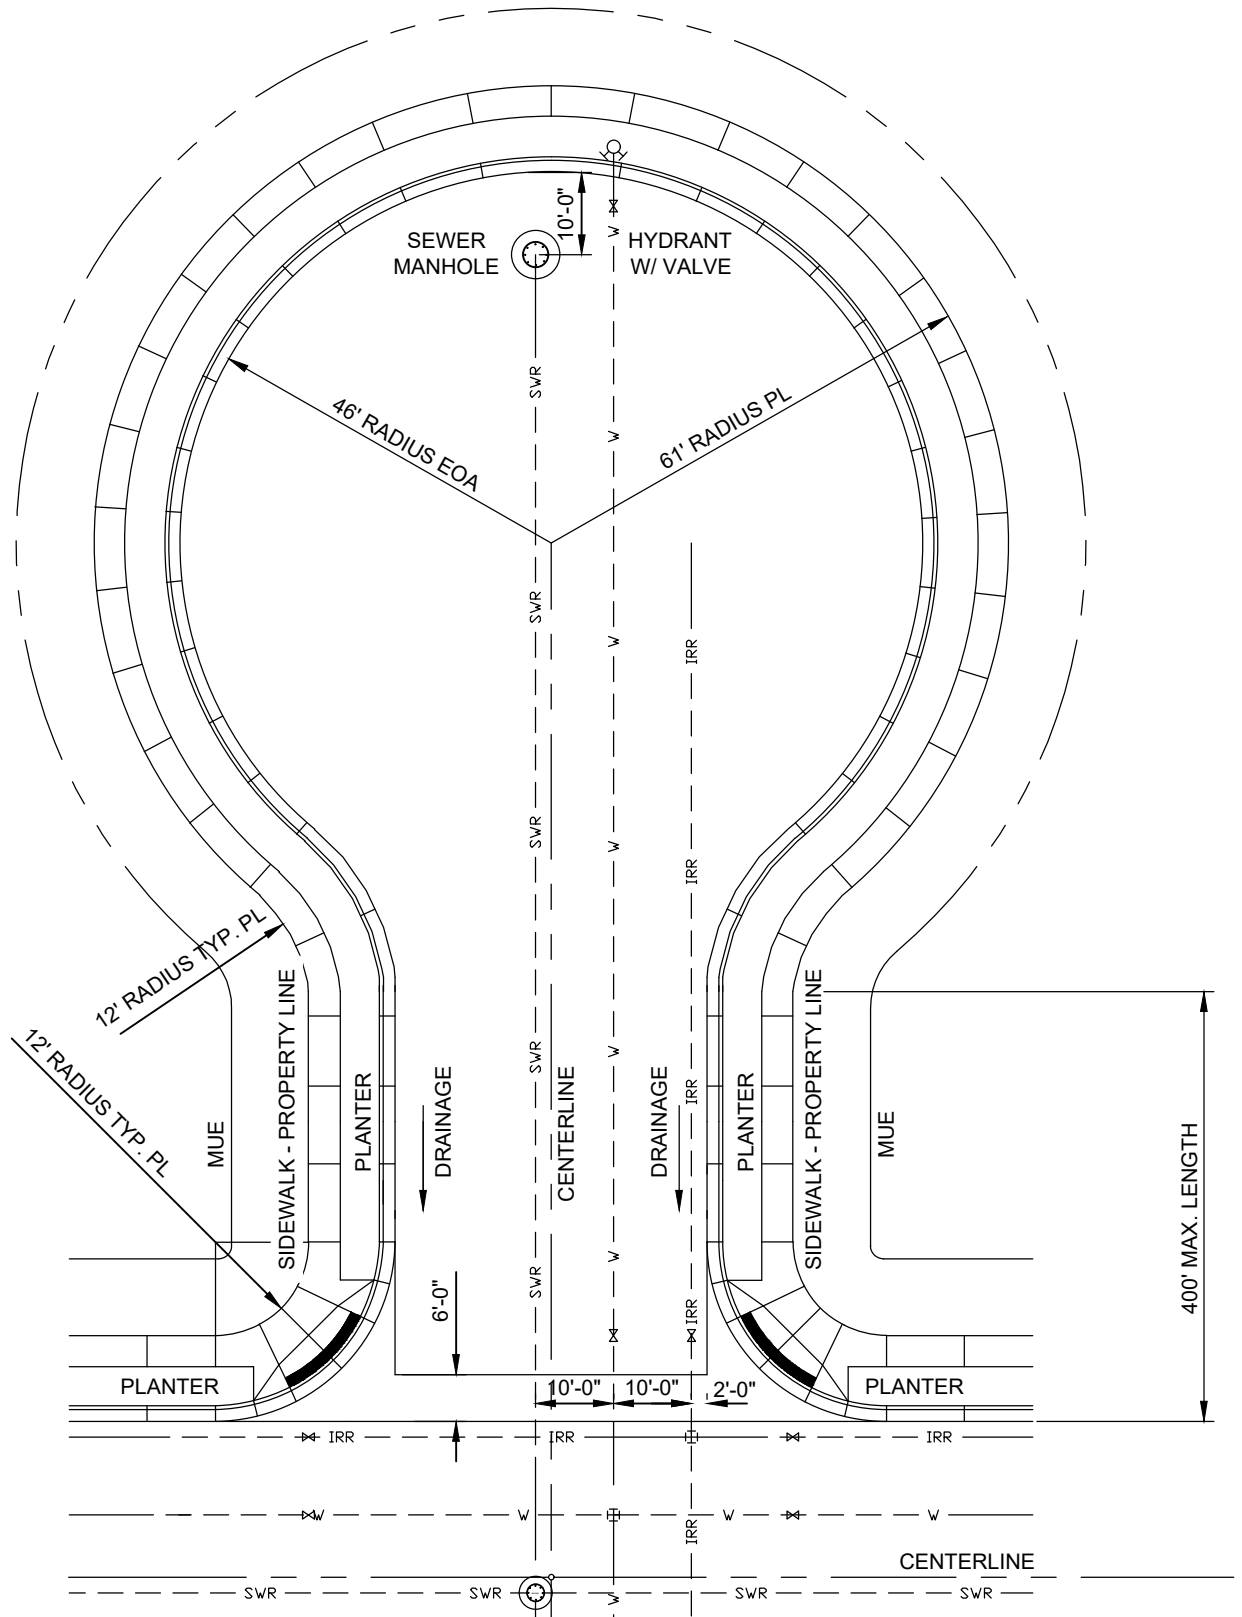 10'-0"
SEWER
MANHOLE
HYDRANT
W/ VALVE
W
SWR
W
46' RADIUS EOA
61' RADIUS PL
SWR
W
IRR
SWR
W
IRR
12' RADIUS TYP. PL
12' RADIUS TYP. PL
MUE
SIDEWALK - PROPERTY LINE
PLANTER
DRAINAGE
SWR
CENTERLINE
W
DRAINAGE
IRR
PLANTER
SIDEWALK - PROPERTY LINE
MUE
400' MAX. LENGTH
6'-0"
SWR
W
IRR
PLANTER
10'-0"
10'-0"
2'-0"
PLANTER
IRR
IRR
IRR
W
W
W
W
IRR
CENTERLINE
SWR
SWR
W
SWR
SWR